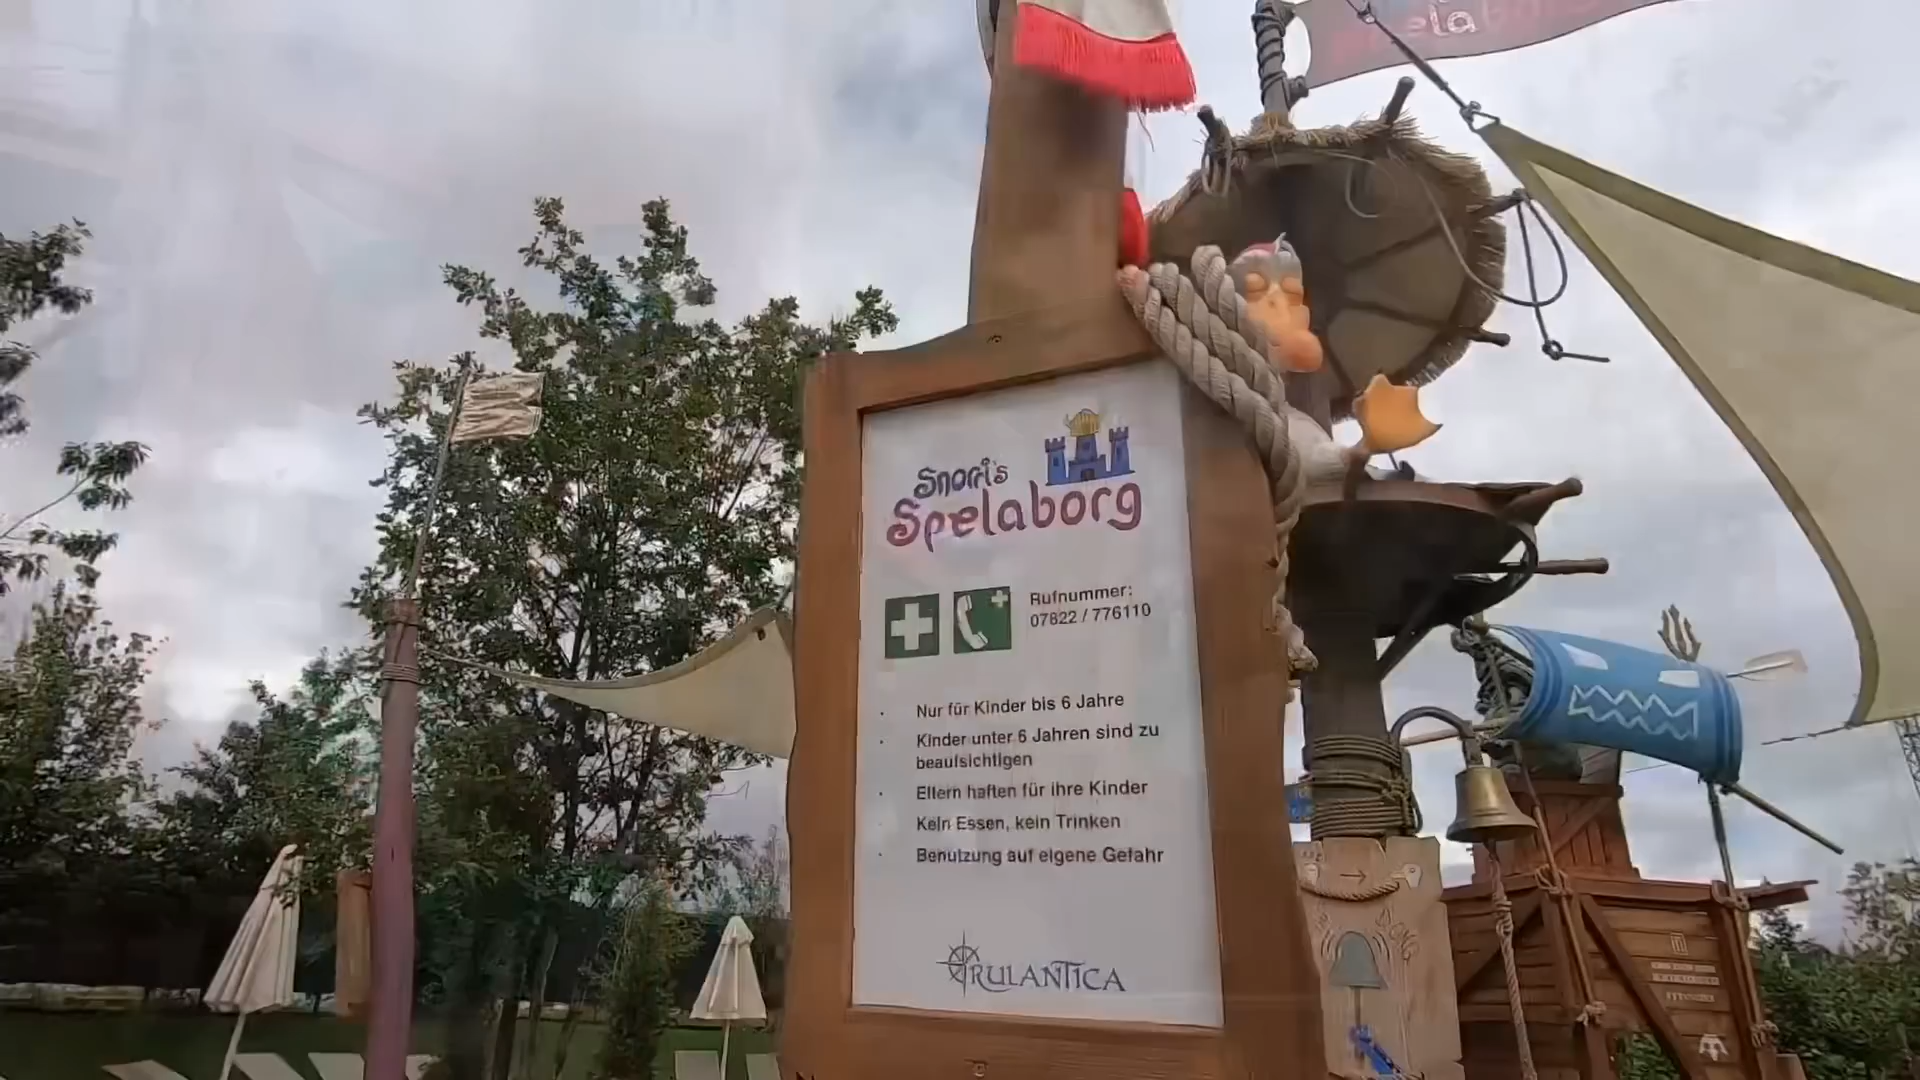 Snorri's
Spelaborg
Rufnummer:
07822 / 776110
Nur für Kinder bis 6 Jahre
Kinder unter 6 Jahren sind zu
beaufsichtigen
Eltern haften für ihre Kinder
Kein Essen, kein Trinken
Benutzung auf eigene Gefahr
RULANTICA